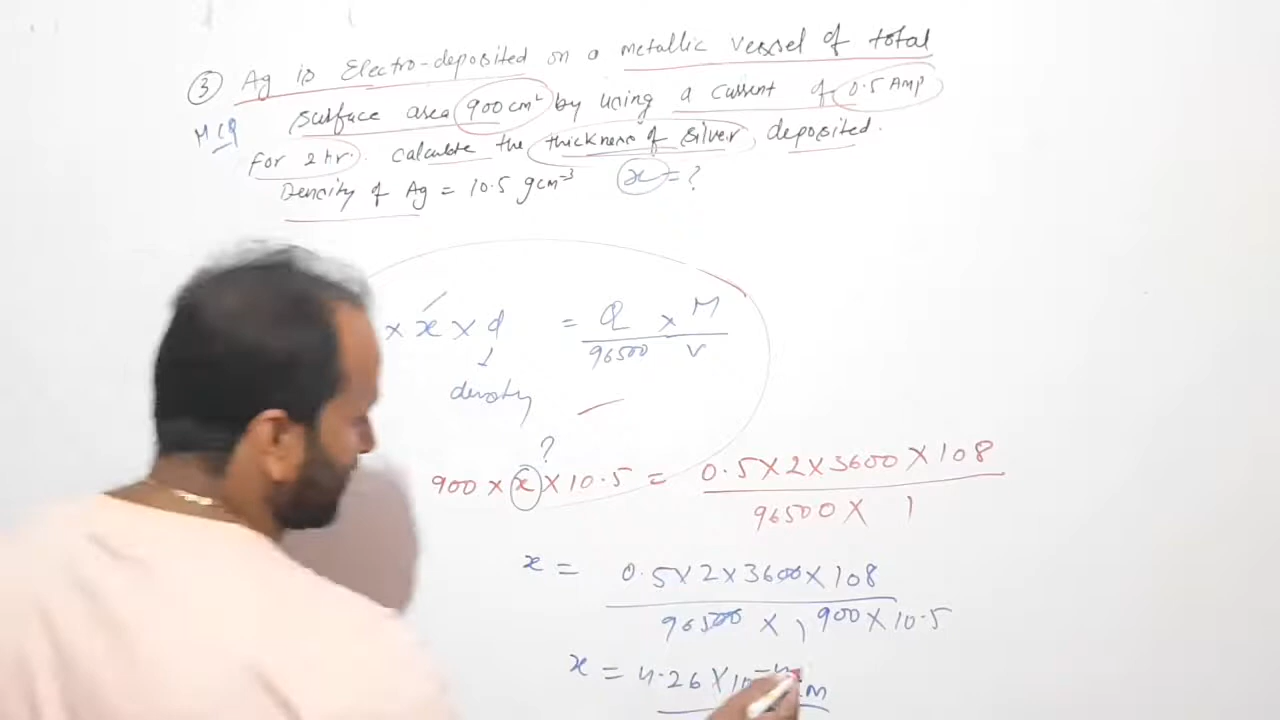 ③ Ag is Electro-deposited on a metallic vessel of total
surface area 900 cm² by using a current of 0.5 Amp
MCQ
for 2 hr. calculate the thickness of silver deposited.
Density of Ag = 10.5 gcm⁻³ x = ?
× x × d = Q × M
96500 v
density
?
900 × x × 10.5 = 0.5×2×3600×108
96500 × 1
x = 0.5×2×3600×108
96500 × 1 900×10.5
x = 4.26 × 10